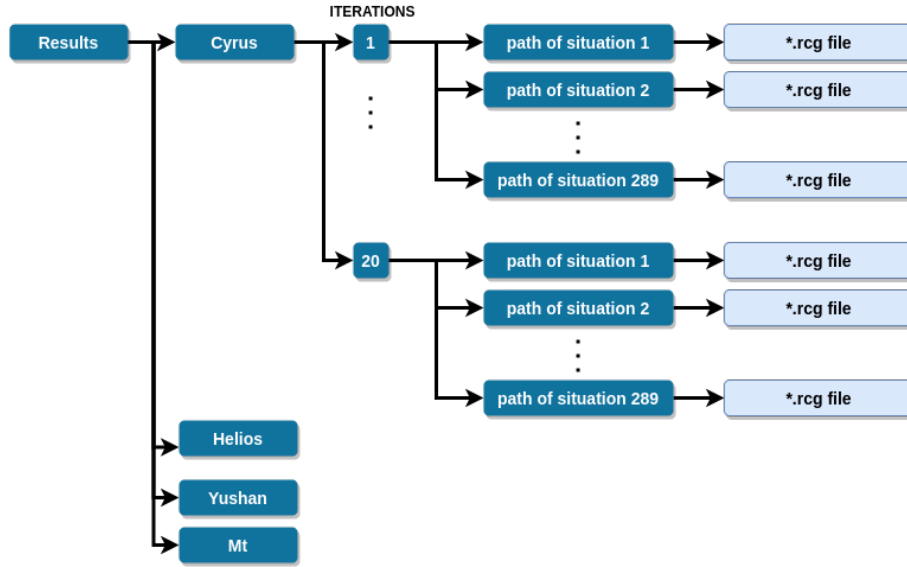 ITERATIONS
Results
Cyrus
1
path of situation 1
*.rcg file
path of situation 2
*.rcg file
path of situation 289
*.rcg file
20
path of situation 1
*.rcg file
path of situation 2
*.rcg file
path of situation 289
*.rcg file
Helios
Yushan
Mt